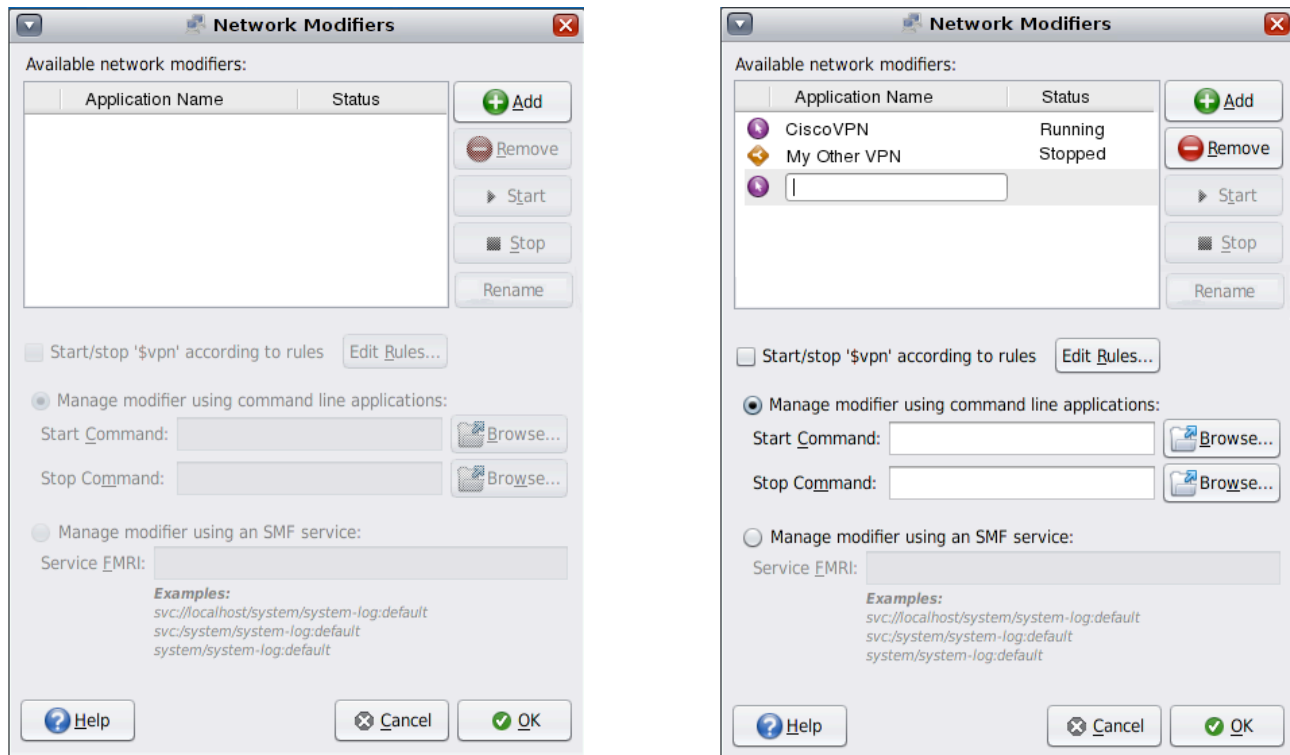 Network Modifiers
Available network modifiers:
Application Name Status
Add
Remove
Start
Stop
Rename
Start/stop '$vpn' according to rules Edit Rules...
Manage modifier using command line applications:
Start Command: Browse...
Stop Command: Browse...
Manage modifier using an SMF service:
Service FMRI:
Examples:
svc://localhost/system/system-log:default
svc:/system/system-log:default
system/system-log:default
Help Cancel OK
Network Modifiers
Available network modifiers:
Application Name Status
CiscoVPN Running
My Other VPN Stopped
Add
Remove
Start
Stop
Rename
Start/stop '$vpn' according to rules Edit Rules...
Manage modifier using command line applications:
Start Command: Browse...
Stop Command: Browse...
Manage modifier using an SMF service:
Service FMRI:
Examples:
svc://localhost/system/system-log:default
svc:/system/system-log:default
system/system-log:default
Help Cancel OK